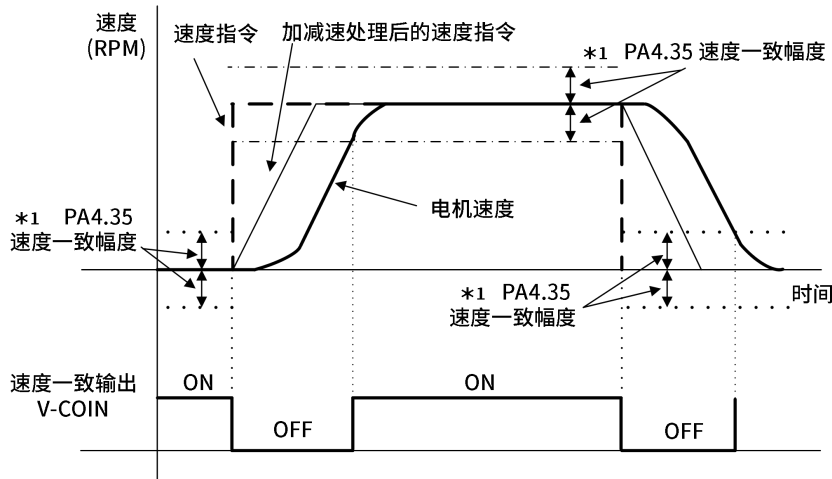 速度
(RPM)
速度指令
加减速处理后的速度指令
*1 PA4.35 速度一致幅度
电机速度
*1 PA4.35
速度一致幅度
*1 PA4.35
速度一致幅度
时间
速度一致输出
V-COIN
ON
OFF
ON
OFF